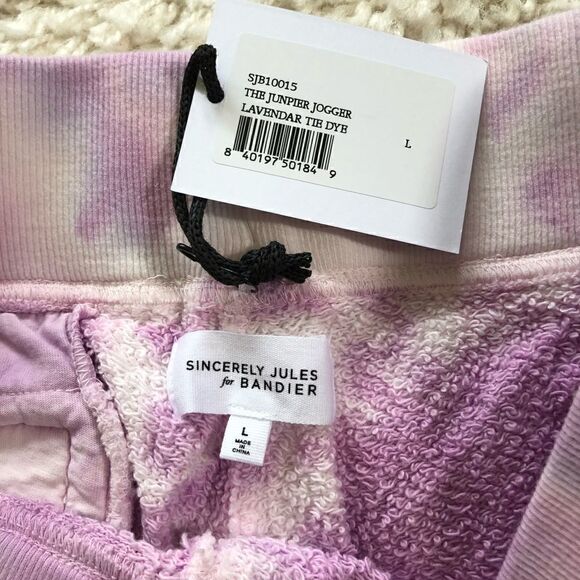 SJB10015
THE JUNPIER JOGGER
LAVENDAR TIE DYE
L
8 40197 50184 9
SINCERELY JULES
for BANDIER
L
MADE IN
CHINA